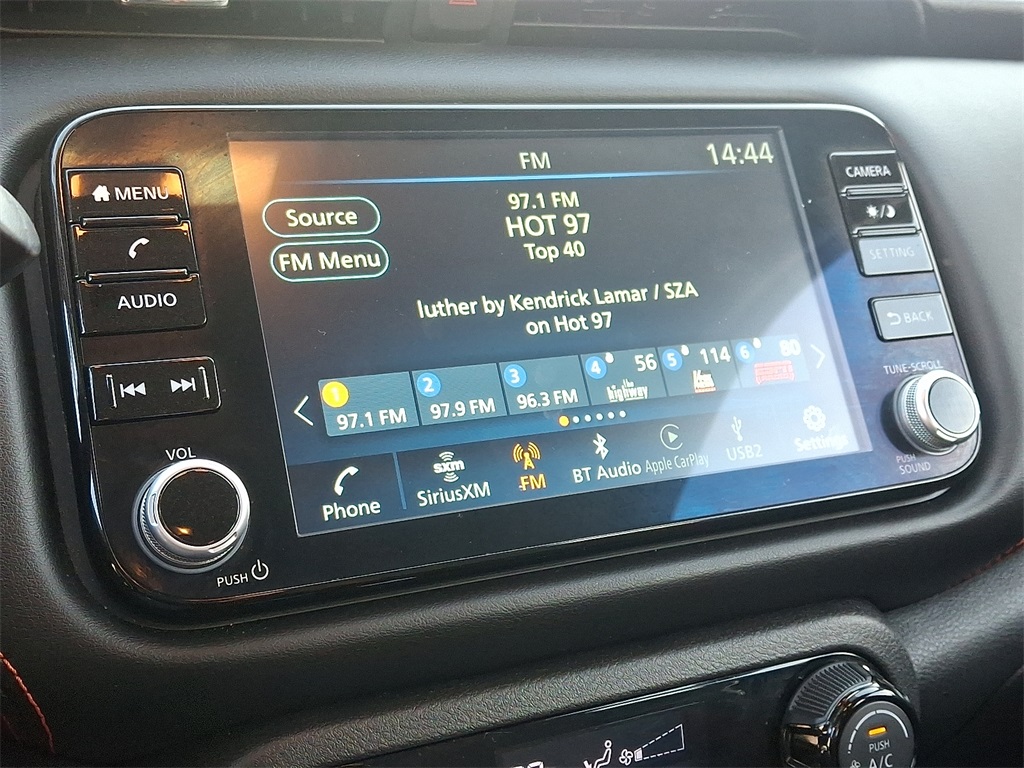 FM
14:44
MENU
AUDIO
VOL
PUSH
Source
FM Menu
97.1 FM
HOT 97
Top 40
luther by Kendrick Lamar / SZA
on Hot 97
1 97.1 FM
2 97.9 FM
3 96.3 FM
4 56 the highway
5 114
6 80
Phone
sxm
SiriusXM
FM
BT Audio
Apple CarPlay
USB2
Settings
CAMERA
SETTING
BACK
TUNE·SCROLL
PUSH
SOUND
PUSH
A/C